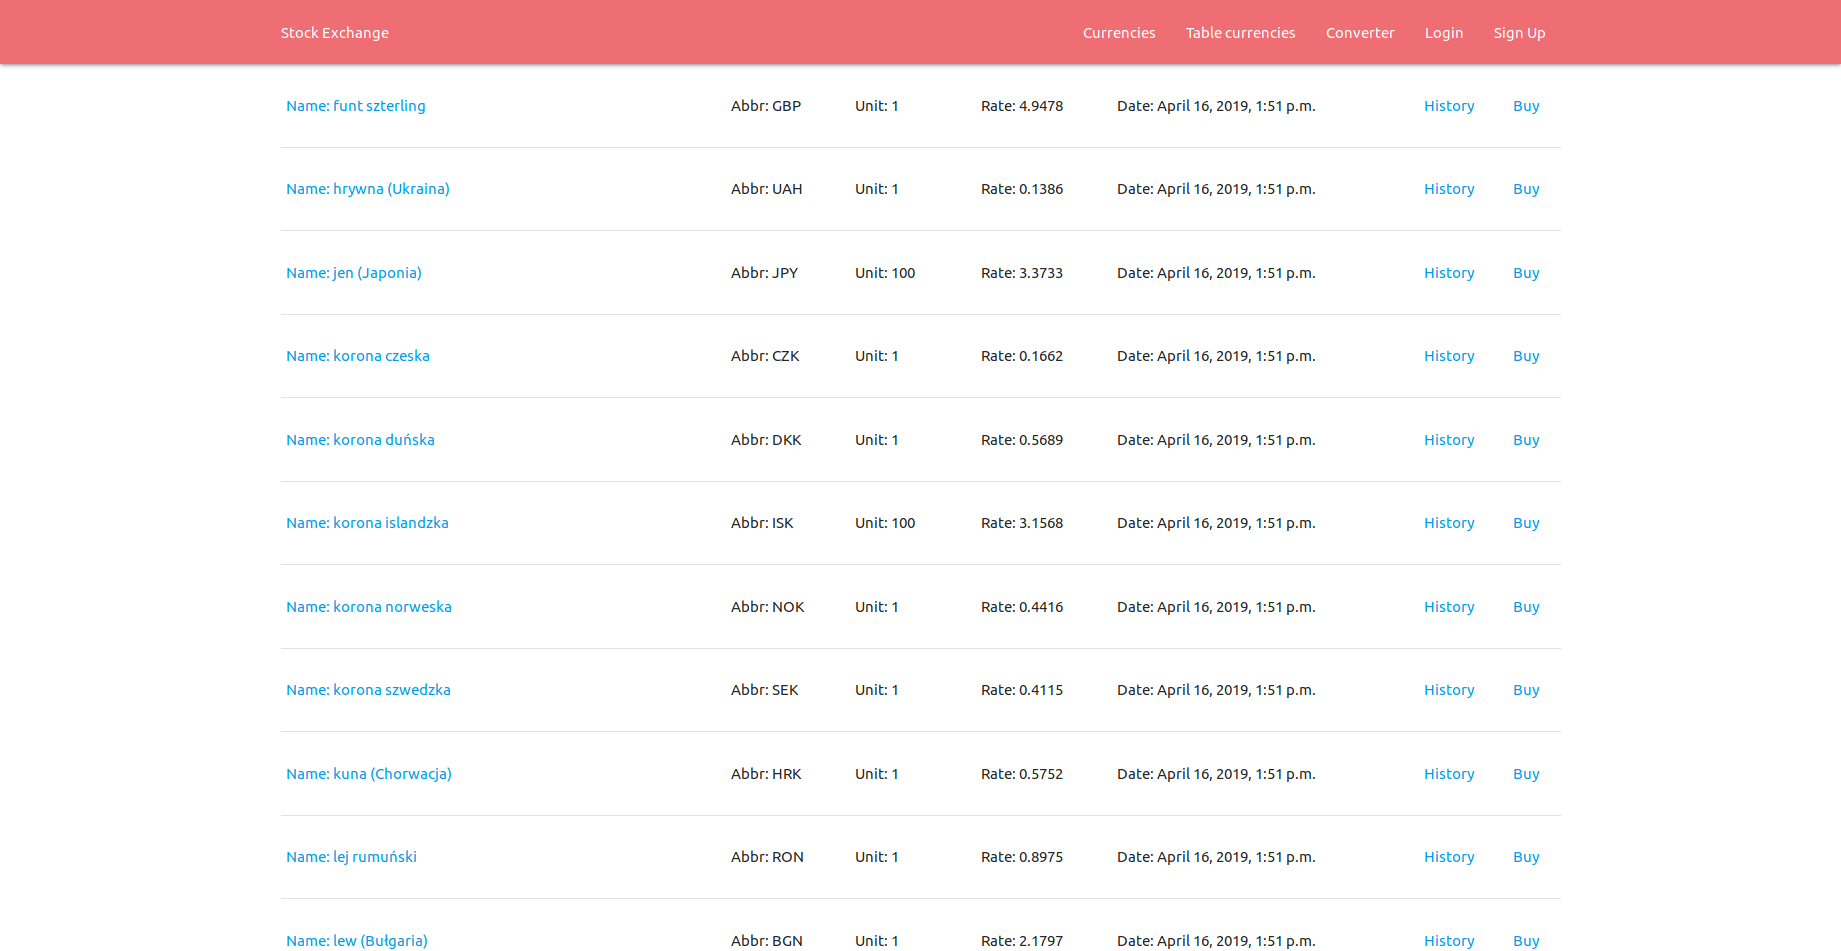 Stock Exchange Currencies Table currencies Converter Login Sign Up
Name: funt szterling Abbr: GBP Unit: 1 Rate: 4.9478 Date: April 16, 2019, 1:51 p.m. History Buy
Name: hrywna (Ukraina) Abbr: UAH Unit: 1 Rate: 0.1386 Date: April 16, 2019, 1:51 p.m. History Buy
Name: jen (Japonia) Abbr: JPY Unit: 100 Rate: 3.3733 Date: April 16, 2019, 1:51 p.m. History Buy
Name: korona czeska Abbr: CZK Unit: 1 Rate: 0.1662 Date: April 16, 2019, 1:51 p.m. History Buy
Name: korona duńska Abbr: DKK Unit: 1 Rate: 0.5689 Date: April 16, 2019, 1:51 p.m. History Buy
Name: korona islandzka Abbr: ISK Unit: 100 Rate: 3.1568 Date: April 16, 2019, 1:51 p.m. History Buy
Name: korona norweska Abbr: NOK Unit: 1 Rate: 0.4416 Date: April 16, 2019, 1:51 p.m. History Buy
Name: korona szwedzka Abbr: SEK Unit: 1 Rate: 0.4115 Date: April 16, 2019, 1:51 p.m. History Buy
Name: kuna (Chorwacja) Abbr: HRK Unit: 1 Rate: 0.5752 Date: April 16, 2019, 1:51 p.m. History Buy
Name: lej rumuński Abbr: RON Unit: 1 Rate: 0.8975 Date: April 16, 2019, 1:51 p.m. History Buy
Name: lew (Bułgaria) Abbr: BGN Unit: 1 Rate: 2.1797 Date: April 16, 2019, 1:51 p.m. History Buy